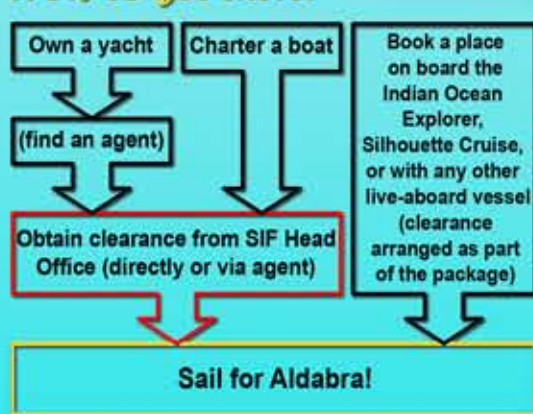 Own a yacht
Charter a boat
Book a place
on board the
Indian Ocean
Explorer,
Silhouette Cruise,
or with any other
live-aboard vessel
(clearance
arranged as part
of the package)
(find an agent)
Obtain clearance from SIF Head
Office (directly or via agent)
Sail for Aldabra!